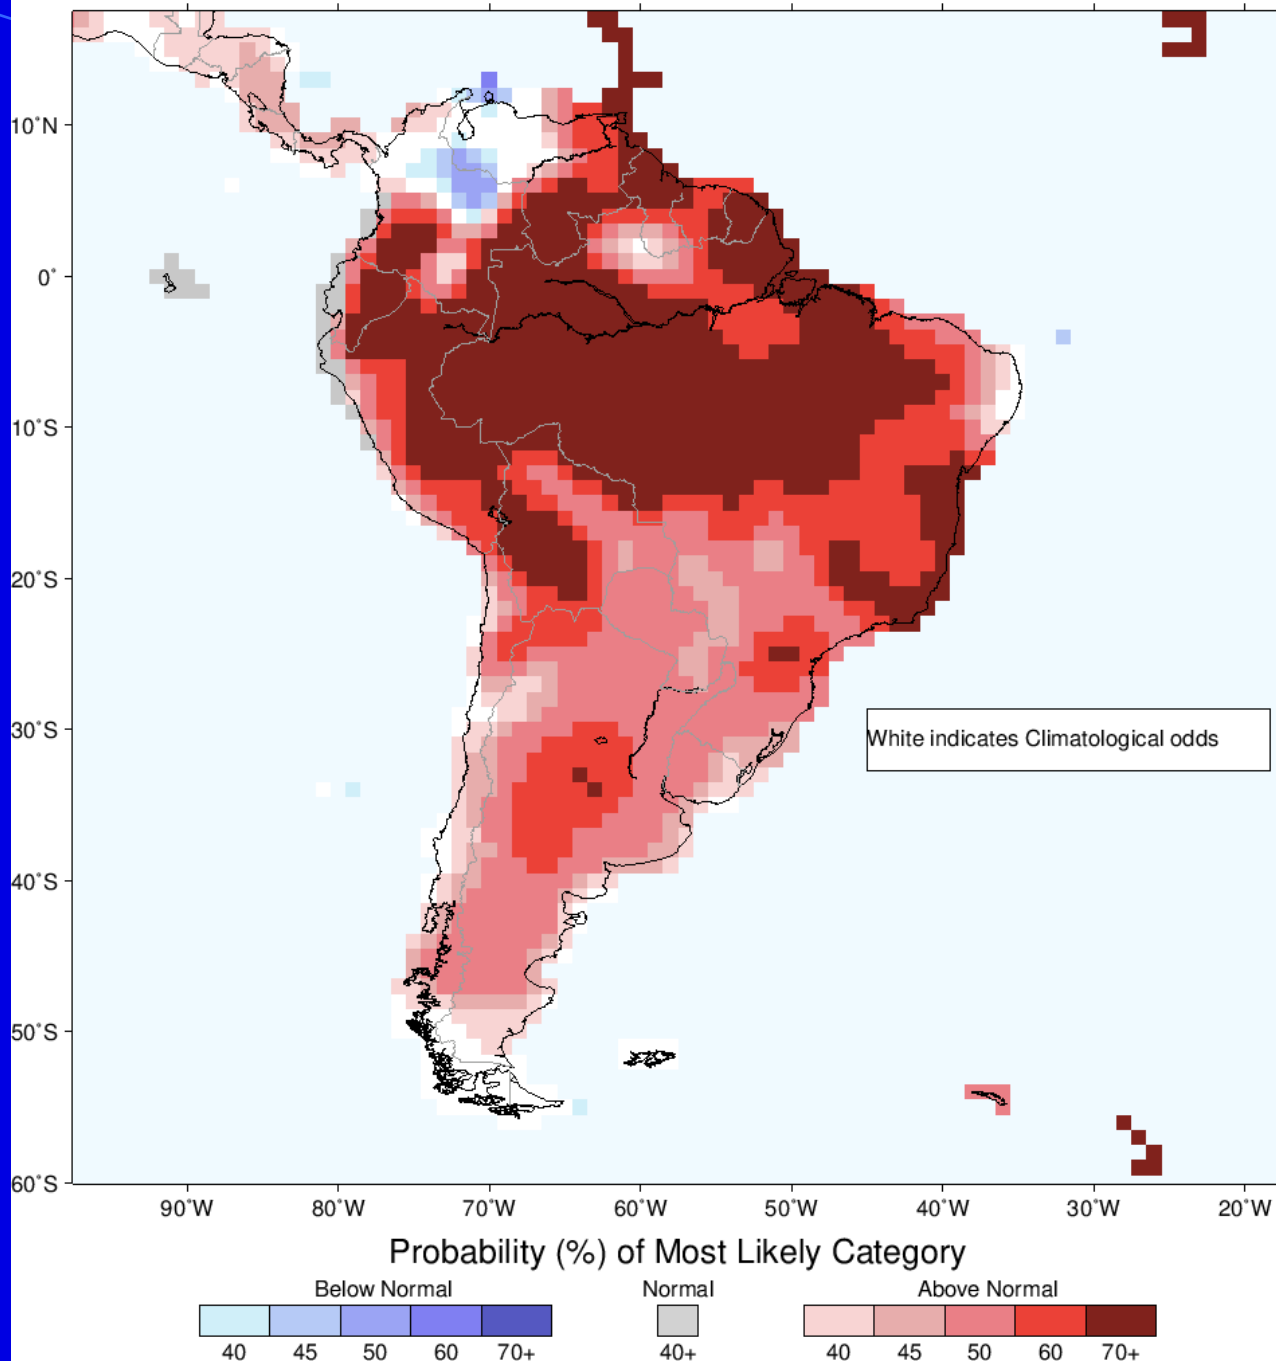 10°N
0°
10°S
20°S
30°S
40°S
50°S
60°S
White indicates Climatological odds
90°W 80°W 70°W 60°W 50°W 40°W 30°W 20°W
Probability (%) of Most Likely Category
Below Normal Normal Above Normal
40 45 50 60 70+ 40+ 40 45 50 60 70+